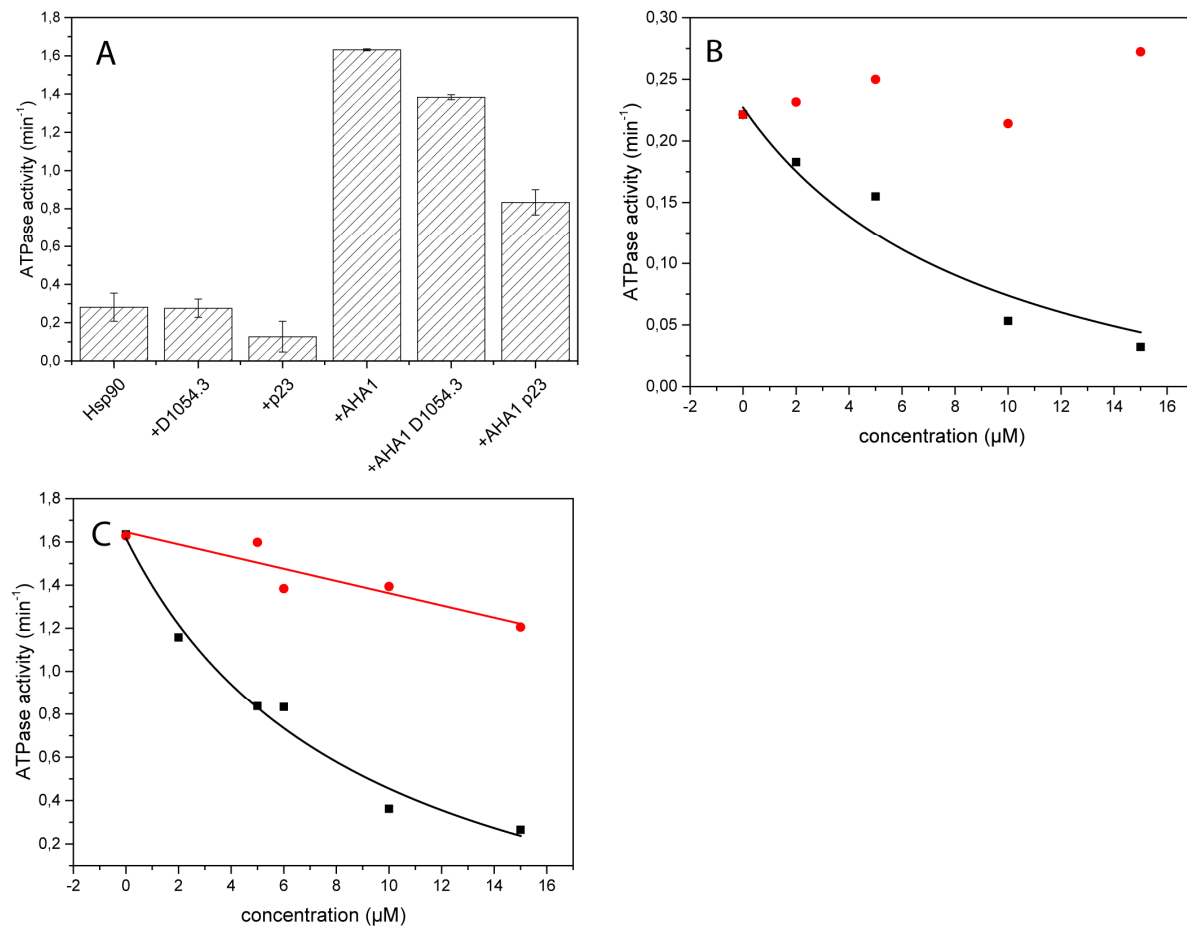 A
ATPase activity (min-1)
1,8
1,6
1,4
1,2
1,0
0,8
0,6
0,4
0,2
0,0
Hsp90
+D1054.3
+p23
+AHA1
+AHA1 D1054.3
+AHA1 p23
B
ATPase activity (min-1)
0,30
0,25
0,20
0,15
0,10
0,05
0,00
-2 0 2 4 6 8 10 12 14 16
concentration (µM)
C
ATPase activity (min-1)
1,8
1,6
1,4
1,2
1,0
0,8
0,6
0,4
0,2
-2 0 2 4 6 8 10 12 14 16
concentration (µM)